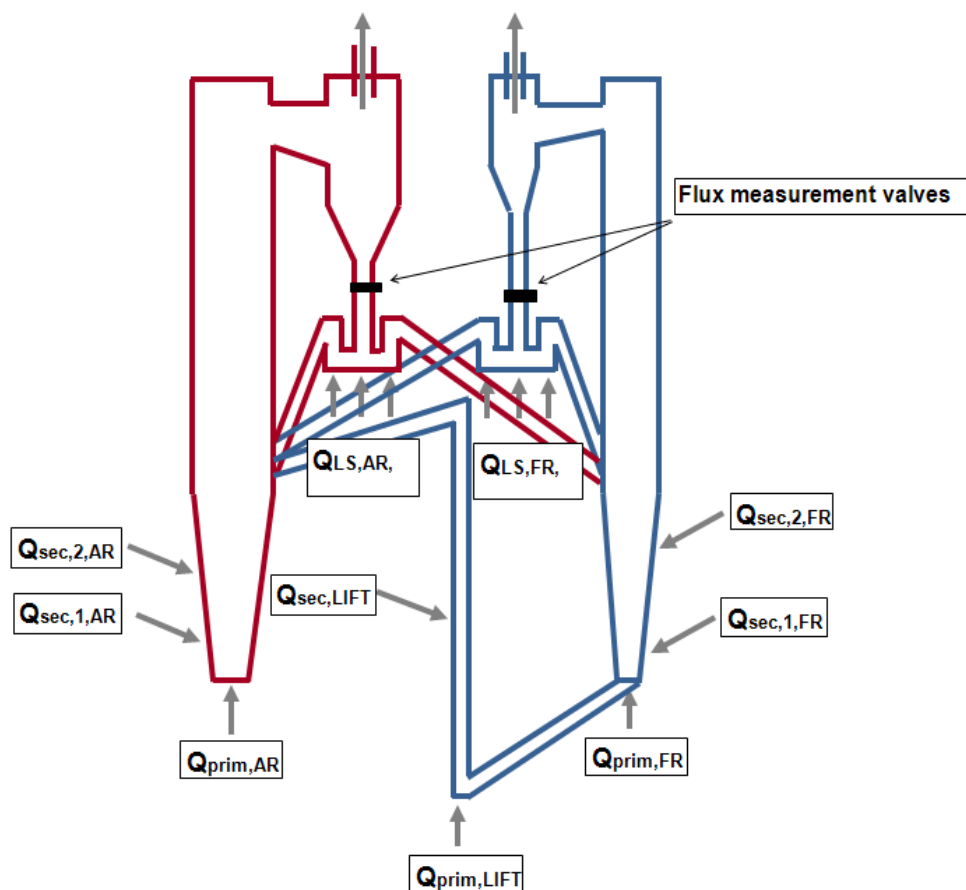 Flux measurement valves
QLS,AR,
QLS,FR,
Qsec,2,AR
Qsec,2,FR
Qsec,LIFT
Qsec,1,AR
Qsec,1,FR
Qprim,AR
Qprim,FR
Qprim,LIFT